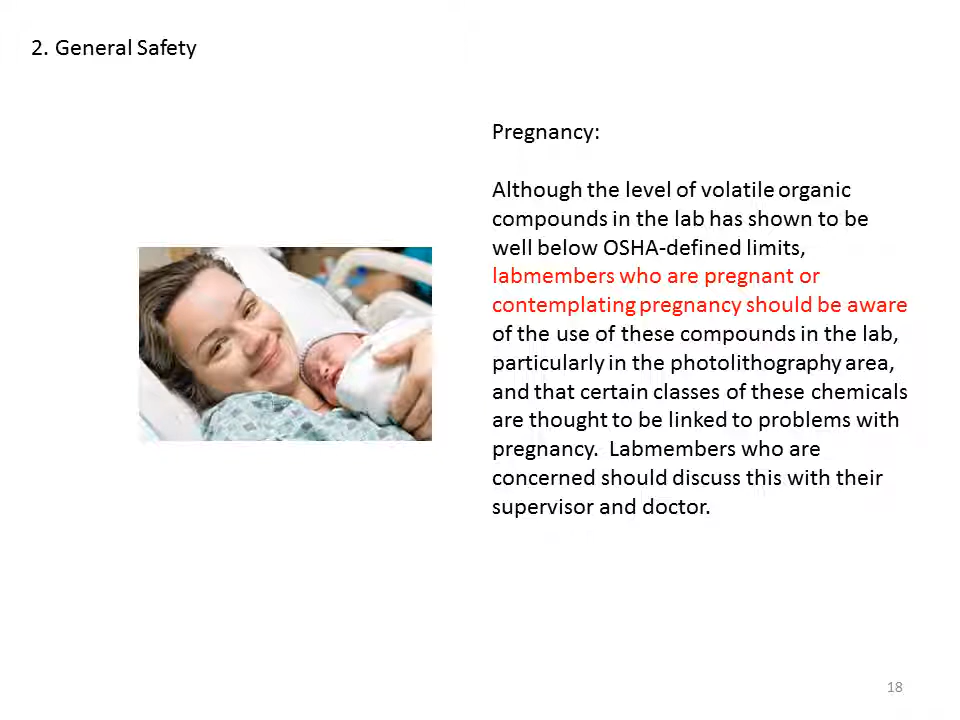 2. General Safety
Pregnancy:
Although the level of volatile organic
compounds in the lab has shown to be
well below OSHA-defined limits,
labmembers who are pregnant or
contemplating pregnancy should be aware
of the use of these compounds in the lab,
particularly in the photolithography area,
and that certain classes of these chemicals
are thought to be linked to problems with
pregnancy.  Labmembers who are
concerned should discuss this with their
supervisor and doctor.
18